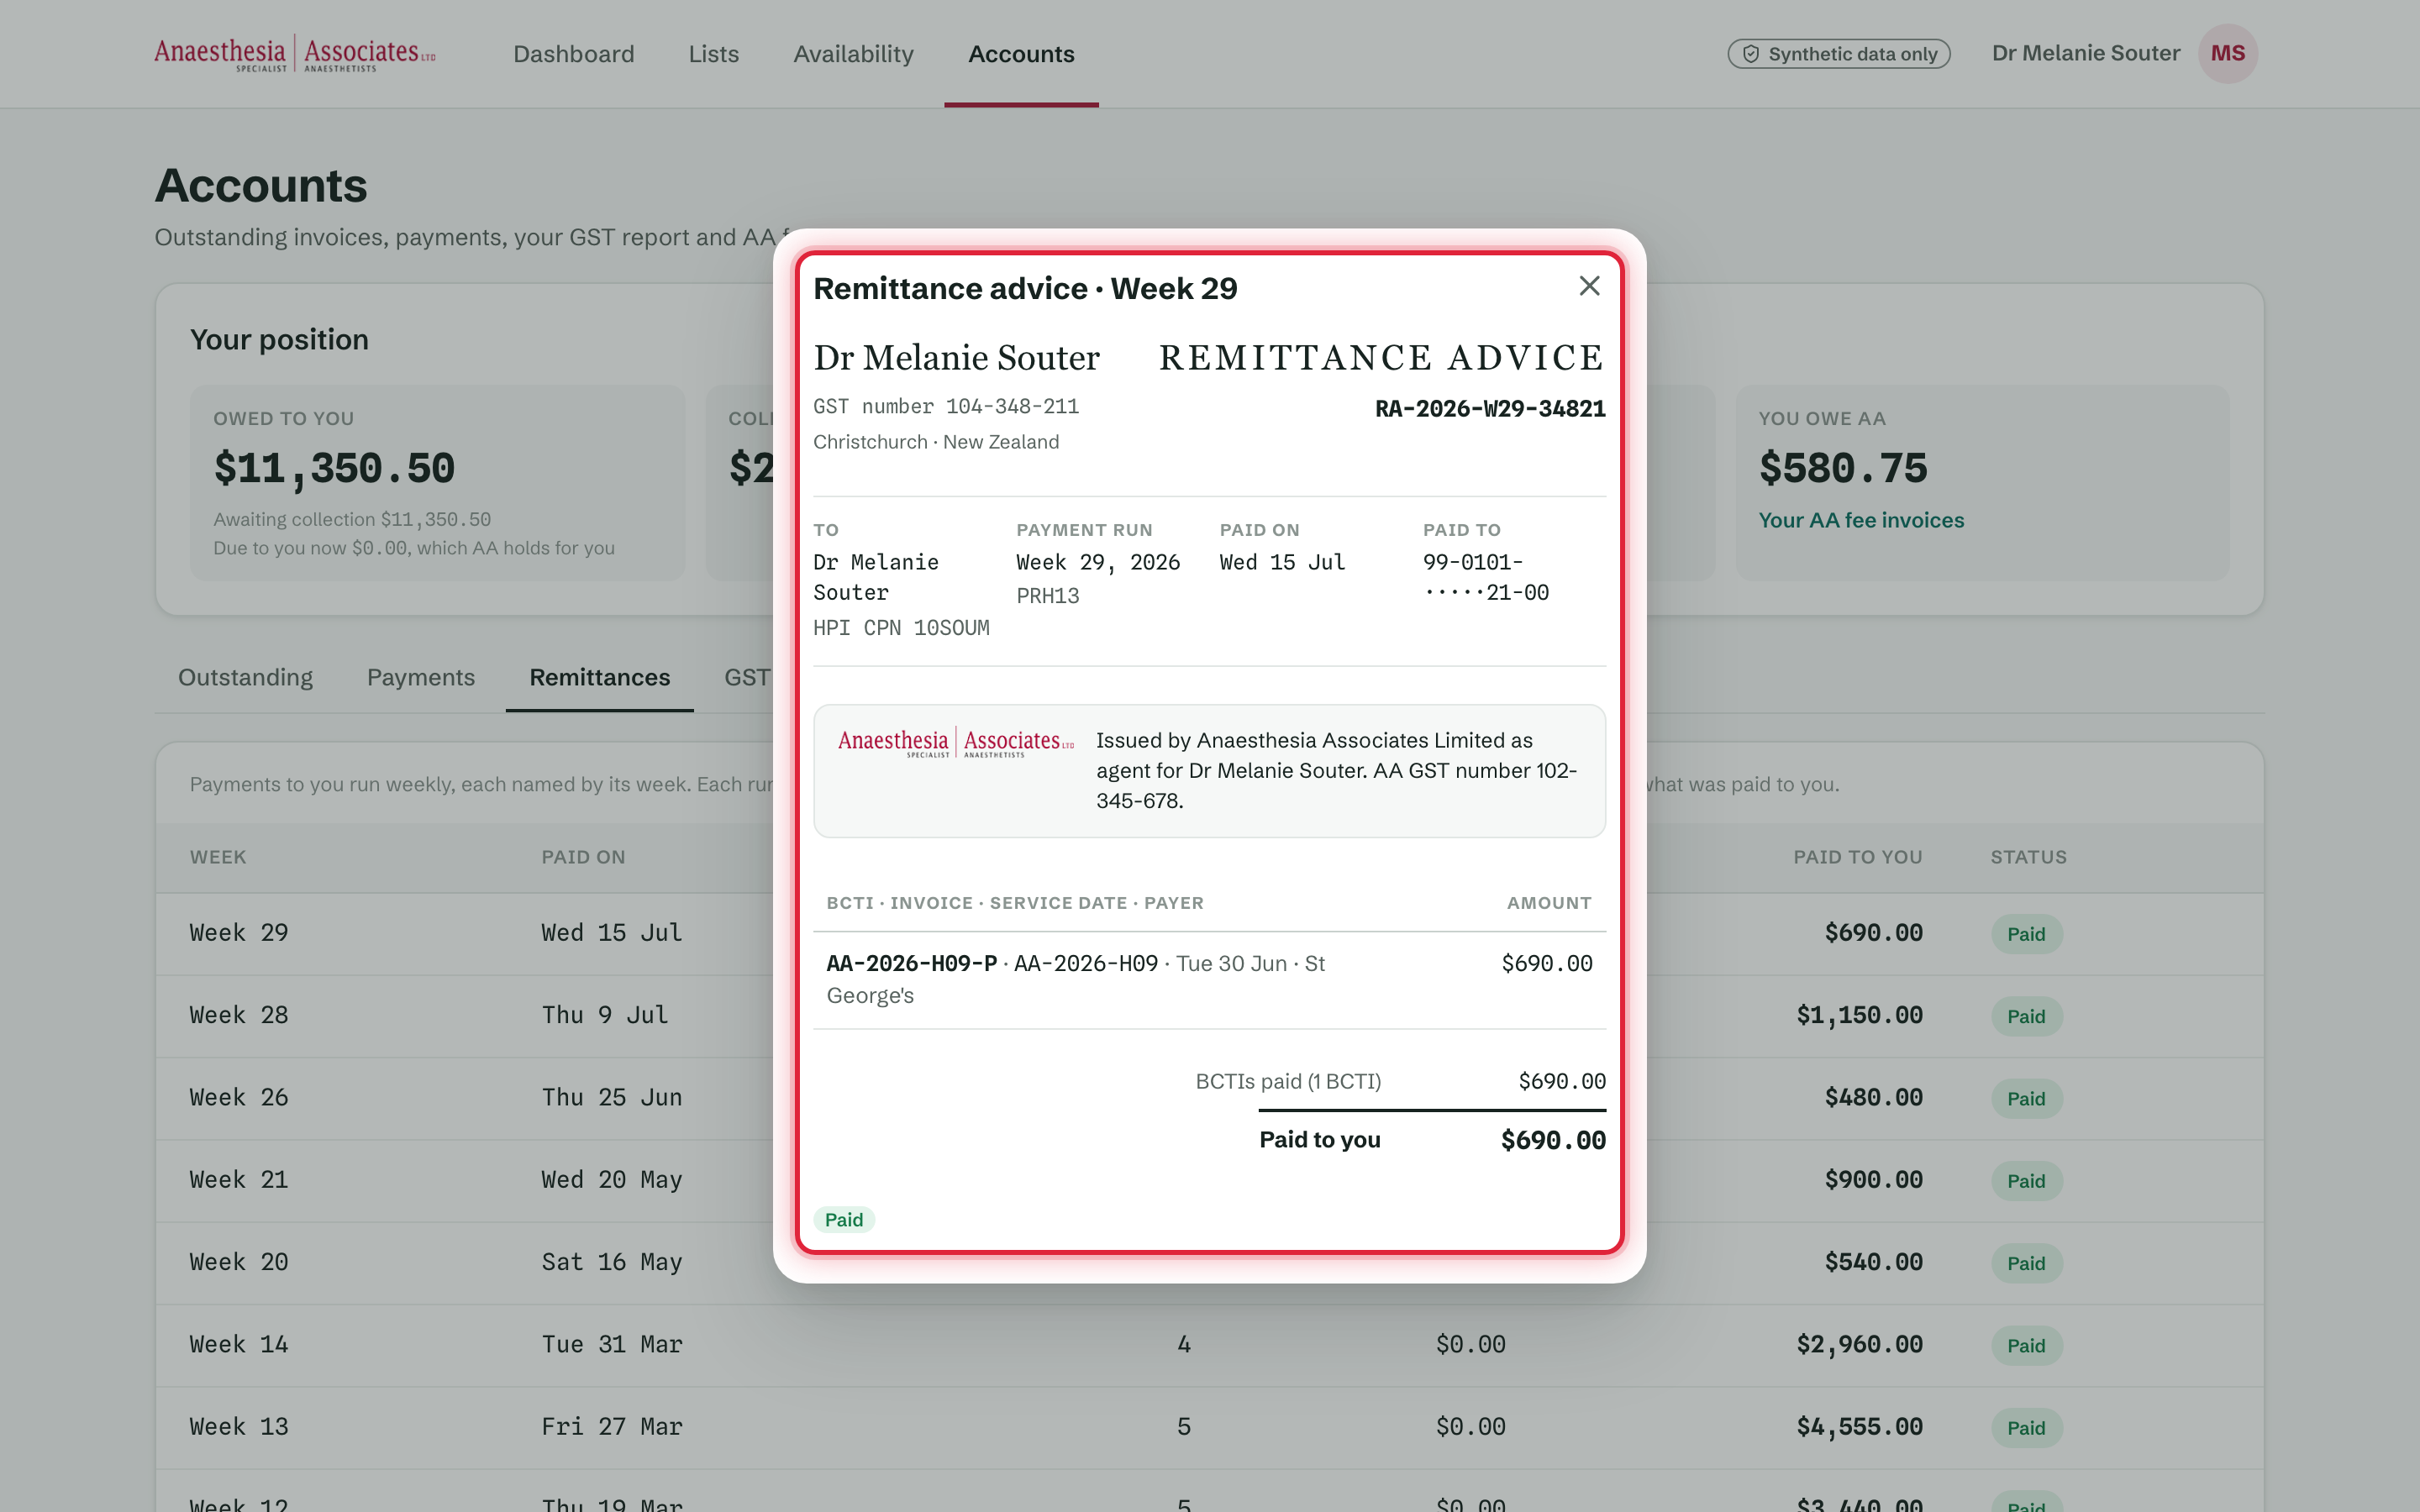 Anaesthesia Associates LTD
SPECIALIST ANAESTHETISTS
Dashboard
Lists
Availability
Accounts
Synthetic data only
Dr Melanie Souter
MS
Accounts
Outstanding invoices, payments, your GST report and AA
Your position
OWED TO YOU
$11,350.50
Awaiting collection $11,350.50
Due to you now $0.00, which AA holds for you
YOU OWE AA
$580.75
Your AA fee invoices
Outstanding
Payments
Remittances
GST
Payments to you run weekly, each named by its week. Each
what was paid to you.
WEEK PAID ON PAID TO YOU STATUS
Week 29 Wed 15 Jul $690.00 Paid
Week 28 Thu 9 Jul $1,150.00 Paid
Week 26 Thu 25 Jun $480.00 Paid
Week 21 Wed 20 May $900.00 Paid
Week 20 Sat 16 May $540.00 Paid
Week 14 Tue 31 Mar 4 $0.00 $2,960.00 Paid
Week 13 Fri 27 Mar 5 $0.00 $4,555.00 Paid
Week 12 Thu 19 Mar 5 $0.00 $3,440.00 Paid
Remittance advice · Week 29
Dr Melanie Souter
REMITTANCE ADVICE
GST number 104-348-211
RA-2026-W29-34821
Christchurch · New Zealand
TO
Dr Melanie
Souter
HPI CPN 10SOUM
PAYMENT RUN
Week 29, 2026
PRH13
PAID ON
Wed 15 Jul
PAID TO
99-0101-
·····21-00
Anaesthesia Associates LTD
SPECIALIST ANAESTHETISTS
Issued by Anaesthesia Associates Limited as
agent for Dr Melanie Souter. AA GST number 102-
345-678.
BCTI · INVOICE · SERVICE DATE · PAYER AMOUNT
AA-2026-H09-P · AA-2026-H09 · Tue 30 Jun · St $690.00
George's
BCTIs paid (1 BCTI) $690.00
Paid to you $690.00
Paid